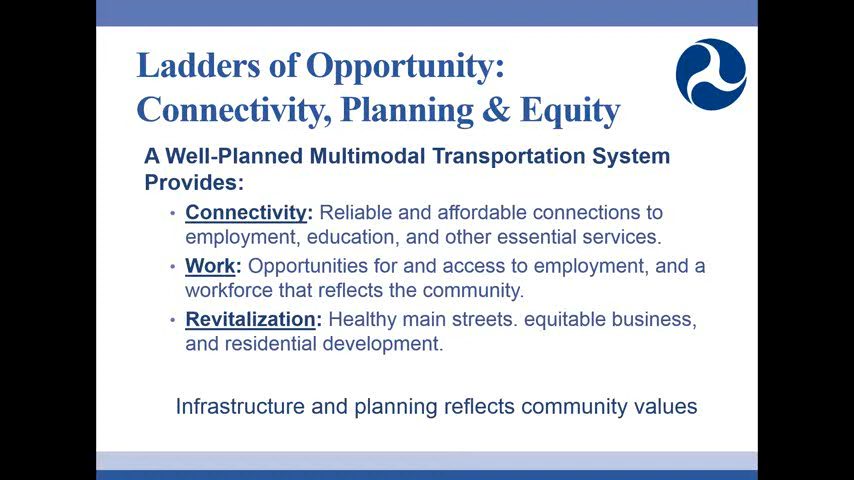 Ladders of Opportunity:
Connectivity, Planning & Equity
A Well-Planned Multimodal Transportation System
Provides:
• Connectivity: Reliable and affordable connections to
employment, education, and other essential services.
• Work: Opportunities for and access to employment, and a
workforce that reflects the community.
• Revitalization: Healthy main streets. equitable business,
and residential development.
Infrastructure and planning reflects community values